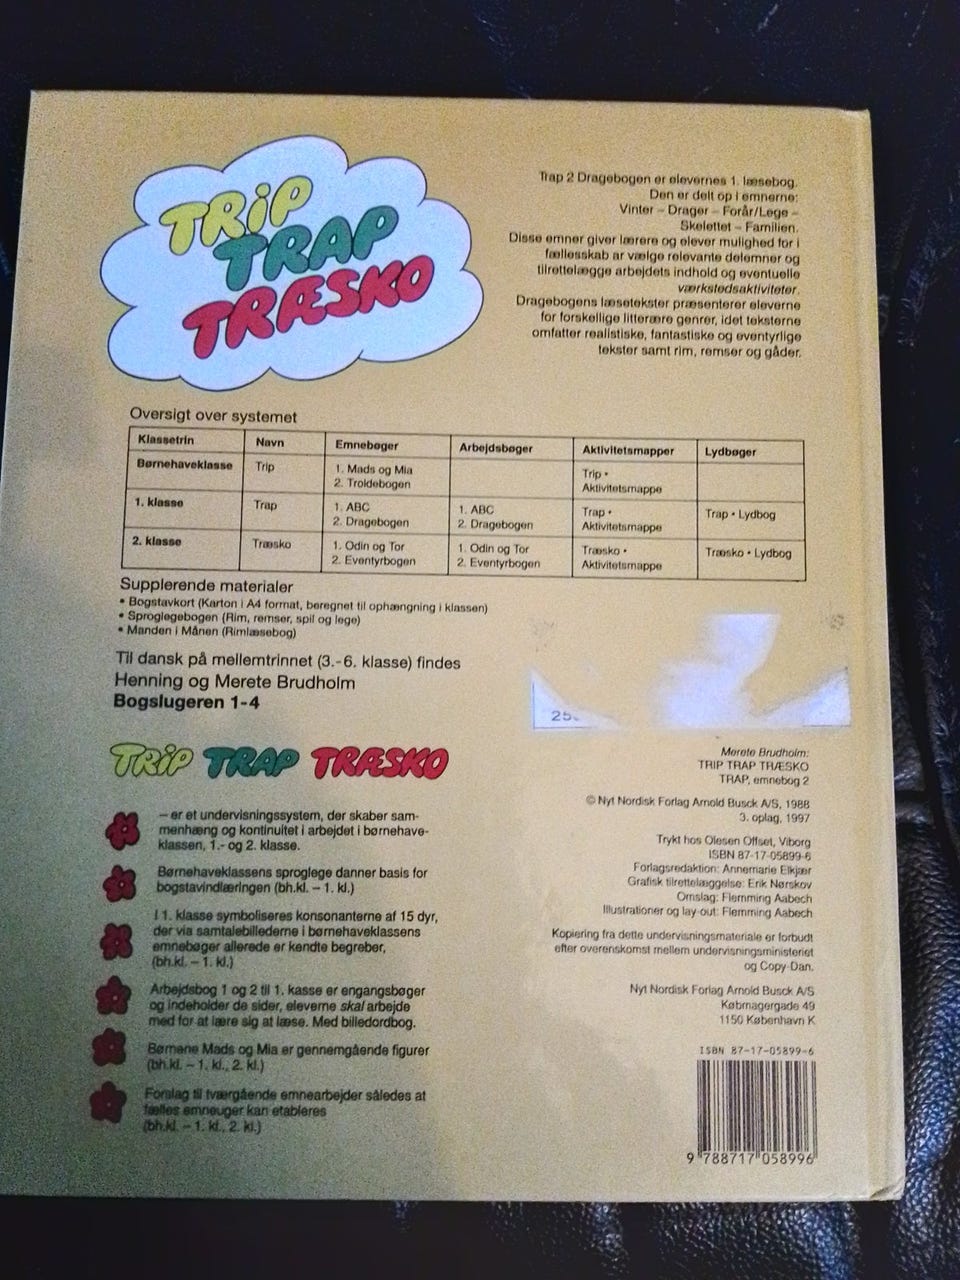 TRIP
TRAP
TRÆSKO
Trap 2 Dragebogen er elevernes 1. læsebog.
Den er delt op i emnerne:
Vinter – Drager – Forår/Lege –
Skelettet – Familien.
Disse emner giver lærere og elever mulighed for i
fællesskab at vælge relevante delemner og
tilrettelægge arbejdets indhold og eventuelle
værkstedsaktiviteter.
Dragebogens læsetekster præsenterer eleverne
for forskellige litterære genrer, idet teksterne
omfatter realistiske, fantastiske og eventyrlige
tekster samt rim, remser og gåder.
Oversigt over systemet
Klassetrin Navn Emnebøger Arbejdsbøger Aktivitetsmapper Lydbøger
Børnehaveklasse Trip 1. Mads og Mia Trip •
2. Troldebogen Aktivitetsmappe
1. klasse Trap 1. ABC 1. ABC Trap • Trap • Lydbog
2. Dragebogen 2. Dragebogen Aktivitetsmappe
2. klasse Træsko 1. Odin og Tor 1. Odin og Tor Træsko • Træsko • Lydbog
2. Eventyrbogen 2. Eventyrbogen Aktivitetsmappe
Supplerende materialer
• Bogstavkort (Karton i A4 format, beregnet til ophængning i klassen)
• Sproglegebogen (Rim, remser, spil og lege)
• Manden i Månen (Rimlæsebog)
Til dansk på mellemtrinnet (3.-6. klasse) findes
Henning og Merete Brudholm
Bogslugeren 1-4
25
TRIP TRAP TRÆSKO
– er et undervisningssystem, der skaber sam-
menhæng og kontinuitet i arbejdet i børnehave-
klassen, 1.- og 2. klasse.
Børnehaveklassens sproglege danner basis for
bogstavindlæringen (bh.kl. – 1. kl.)
I 1. klasse symboliseres konsonanterne af 15 dyr,
der via samtalebillederne i børnehaveklassens
emnebøger allerede er kendte begreber,
(bh.kl. – 1. kl.)
Arbejdsbog 1 og 2 til 1. kasse er engangsbøger
og indeholder de sider, eleverne skal arbejde
med for at lære sig at læse. Med billedordbog.
Børnene Mads og Mia er gennemgående figurer
(bh.kl. – 1. kl., 2. kl.)
Forslag til tværgående emnearbejder således at
fælles emneuger kan etableres
(bh.kl. – 1. kl., 2. kl.)
Merete Brudholm:
TRIP TRAP TRÆSKO
TRAP, emnebog 2
© Nyt Nordisk Forlag Arnold Busck A/S, 1988
3. oplag, 1997
Trykt hos Olesen Offset, Viborg
ISBN 87-17-05899-6
Forlagsredaktion: Annemarie Elkjær
Grafisk tilrettelæggelse: Erik Nørskov
Omslag: Flemming Aabech
Illustrationer og lay-out: Flemming Aabech
Kopiering fra dette undervisningsmateriale er forbudt
efter overenskomst mellem undervisningsministeriet
og Copy-Dan.
Nyt Nordisk Forlag Arnold Busck A/S
Købmagergade 49
1150 København K
ISBN 87-17-05899-6
9 788717 058996